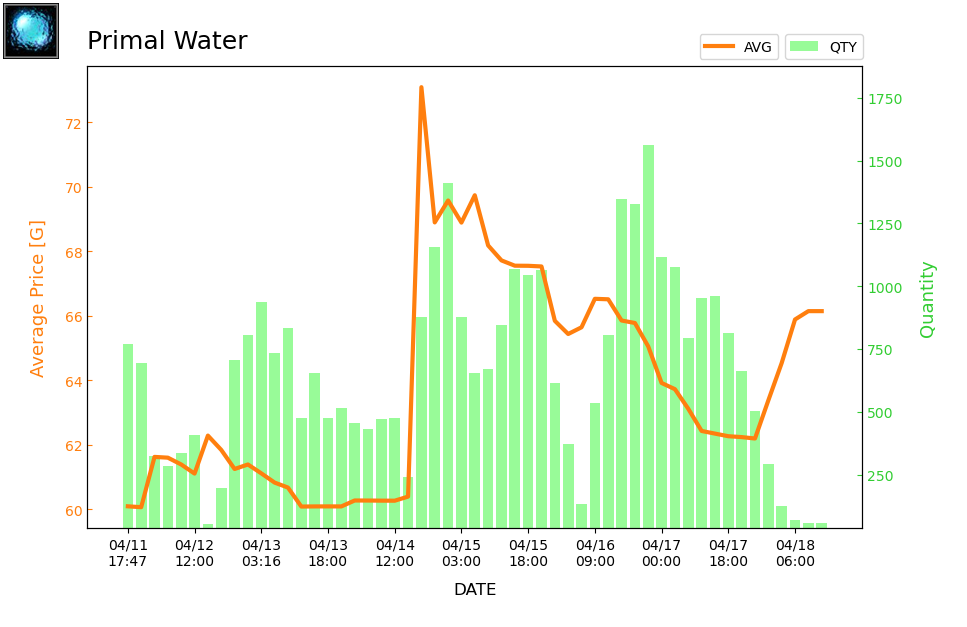 Primal Water
AVG
QTY
72
70
68
66
64
62
60
Average Price [G]
1750
1500
1250
1000
750
500
250
Quantity
04/11 04/12 04/13 04/13 04/14 04/15 04/15 04/16 04/17 04/17 04/18
17:47 12:00 03:16 18:00 12:00 03:00 18:00 09:00 00:00 18:00 06:00
DATE